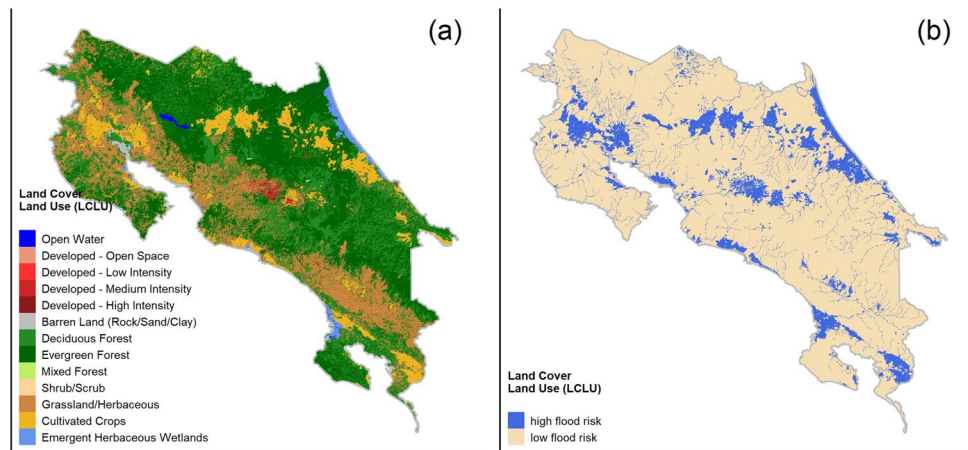 (a)
Land Cover
Land Use (LCLU)
Open Water
Developed - Open Space
Developed - Low Intensity
Developed - Medium Intensity
Developed - High Intensity
Barren Land (Rock/Sand/Clay)
Deciduous Forest
Evergreen Forest
Mixed Forest
Shrub/Scrub
Grassland/Herbaceous
Cultivated Crops
Emergent Herbaceous Wetlands
(b)
Land Cover
Land Use (LCLU)
high flood risk
low flood risk